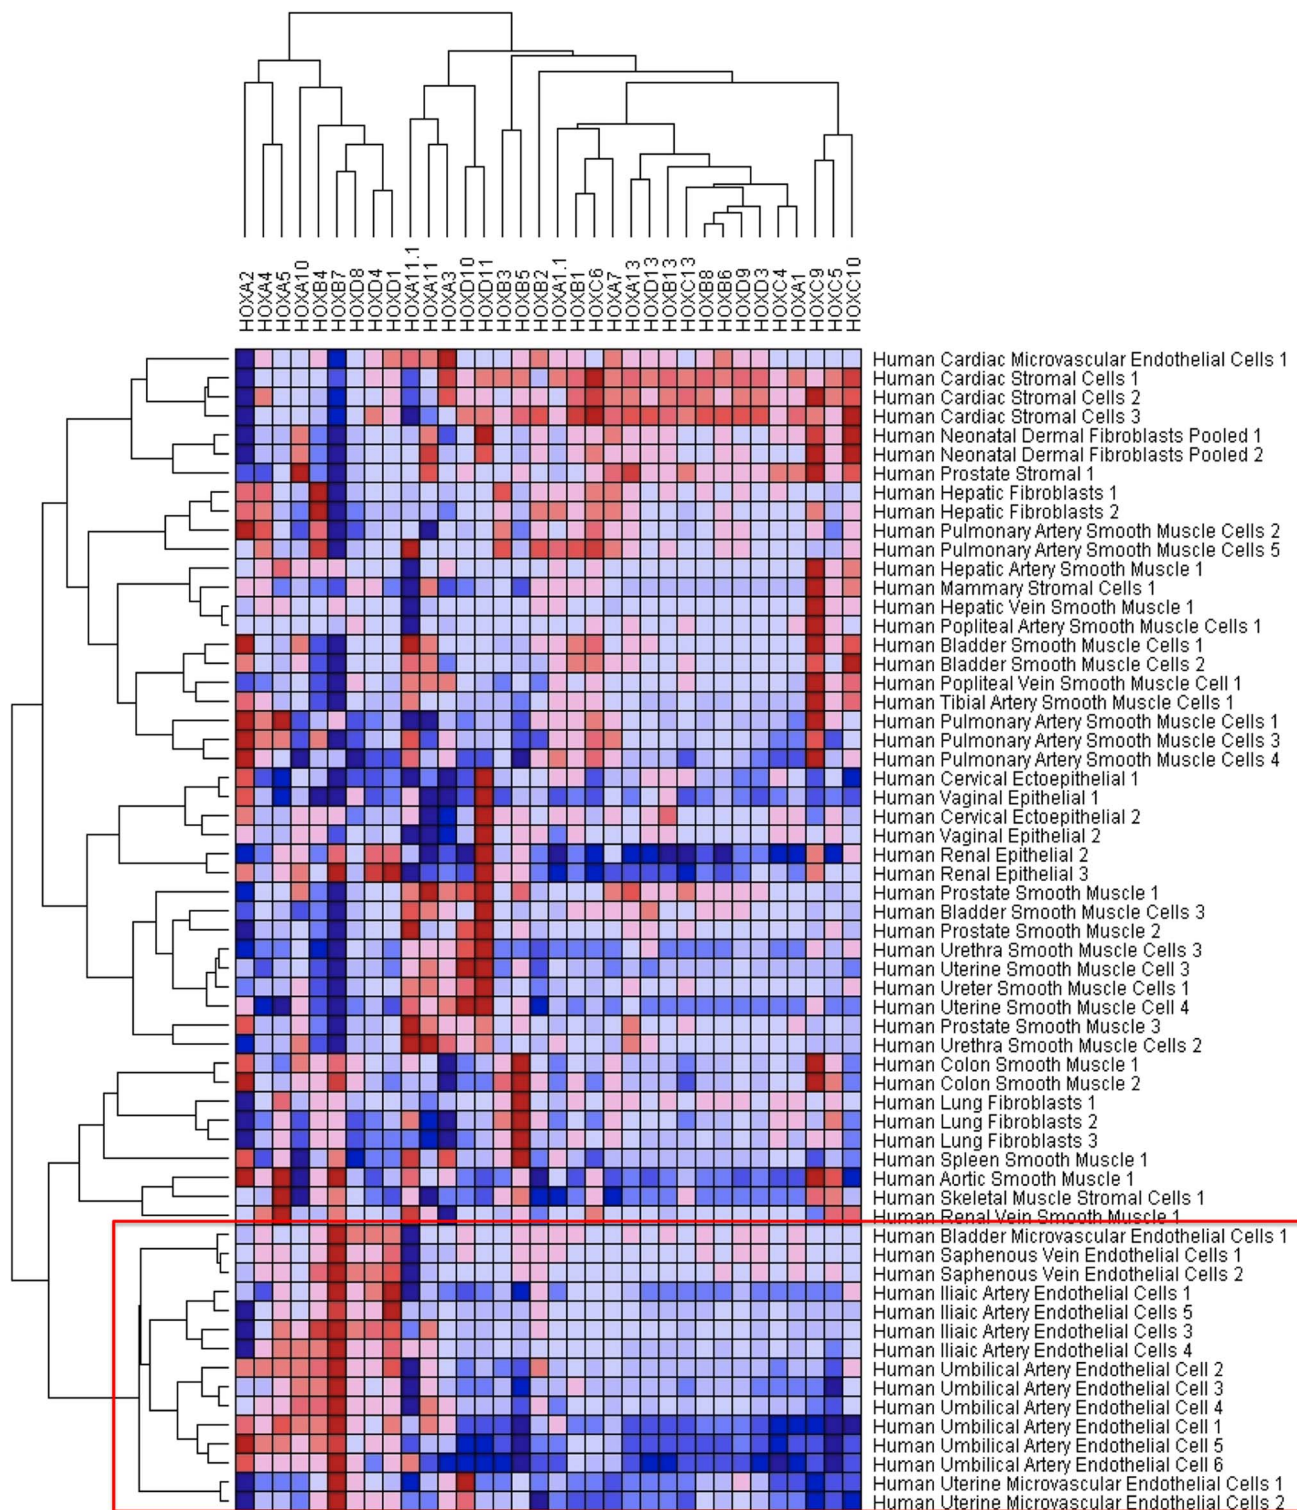 HOXA2
HOXA4
HOXA5
HOXA10
HOXB4
HOXB7
HOXD8
HOXD4
HOXD1
HOXA11.1
HOXA11
HOXA3
HOXD10
HOXD11
HOXB3
HOXB5
HOXB2
HOXA1.1
HOXB1
HOXC6
HOXA7
HOXA13
HOXD13
HOXB13
HOXC13
HOXB8
HOXB6
HOXD9
HOXD3
HOXC4
HOXA1
HOXC9
HOXC5
HOXC10
Human Cardiac Microvascular Endothelial Cells 1
Human Cardiac Stromal Cells 1
Human Cardiac Stromal Cells 2
Human Cardiac Stromal Cells 3
Human Neonatal Dermal Fibroblasts Pooled 1
Human Neonatal Dermal Fibroblasts Pooled 2
Human Prostate Stromal 1
Human Hepatic Fibroblasts 1
Human Hepatic Fibroblasts 2
Human Pulmonary Artery Smooth Muscle Cells 2
Human Pulmonary Artery Smooth Muscle Cells 5
Human Hepatic Artery Smooth Muscle 1
Human Mammary Stromal Cells 1
Human Hepatic Vein Smooth Muscle 1
Human Popliteal Artery Smooth Muscle Cells 1
Human Bladder Smooth Muscle Cells 1
Human Bladder Smooth Muscle Cells 2
Human Popliteal Vein Smooth Muscle Cell 1
Human Tibial Artery Smooth Muscle Cells 1
Human Pulmonary Artery Smooth Muscle Cells 1
Human Pulmonary Artery Smooth Muscle Cells 3
Human Pulmonary Artery Smooth Muscle Cells 4
Human Cervical Ectoepithelial 1
Human Vaginal Epithelial 1
Human Cervical Ectoepithelial 2
Human Vaginal Epithelial 2
Human Renal Epithelial 2
Human Renal Epithelial 3
Human Prostate Smooth Muscle 1
Human Bladder Smooth Muscle Cells 3
Human Prostate Smooth Muscle 2
Human Urethra Smooth Muscle Cells 3
Human Uterine Smooth Muscle Cell 3
Human Ureter Smooth Muscle Cells 1
Human Uterine Smooth Muscle Cell 4
Human Prostate Smooth Muscle 3
Human Urethra Smooth Muscle Cells 2
Human Colon Smooth Muscle 1
Human Colon Smooth Muscle 2
Human Lung Fibroblasts 1
Human Lung Fibroblasts 2
Human Lung Fibroblasts 3
Human Spleen Smooth Muscle 1
Human Aortic Smooth Muscle 1
Human Skeletal Muscle Stromal Cells 1
Human Renal Vein Smooth Muscle 1
Human Bladder Microvascular Endothelial Cells 1
Human Saphenous Vein Endothelial Cells 1
Human Saphenous Vein Endothelial Cells 2
Human Iliaic Artery Endothelial Cells 1
Human Iliaic Artery Endothelial Cells 5
Human Iliaic Artery Endothelial Cells 3
Human Iliaic Artery Endothelial Cells 4
Human Umbilical Artery Endothelial Cell 2
Human Umbilical Artery Endothelial Cell 3
Human Umbilical Artery Endothelial Cell 4
Human Umbilical Artery Endothelial Cell 1
Human Umbilical Artery Endothelial Cell 5
Human Umbilical Artery Endothelial Cell 6
Human Uterine Microvascular Endothelial Cells 1
Human Uterine Microvascular Endothelial Cells 2